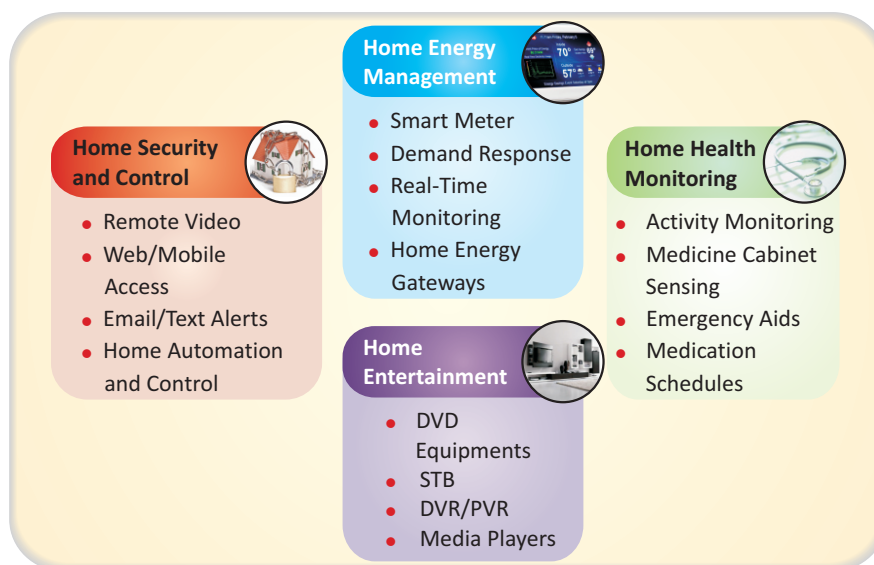 Home Energy
Management
70°
57°
• Smart Meter
• Demand Response
• Real-Time
Monitoring
• Home Energy
Gateways
Home Security
and Control
• Remote Video
• Web/Mobile
Access
• Email/Text Alerts
• Home Automation
and Control
Home Health
Monitoring
• Activity Monitoring
• Medicine Cabinet
Sensing
• Emergency Aids
• Medication
Schedules
Home
Entertainment
• DVD
Equipments
• STB
• DVR/PVR
• Media Players